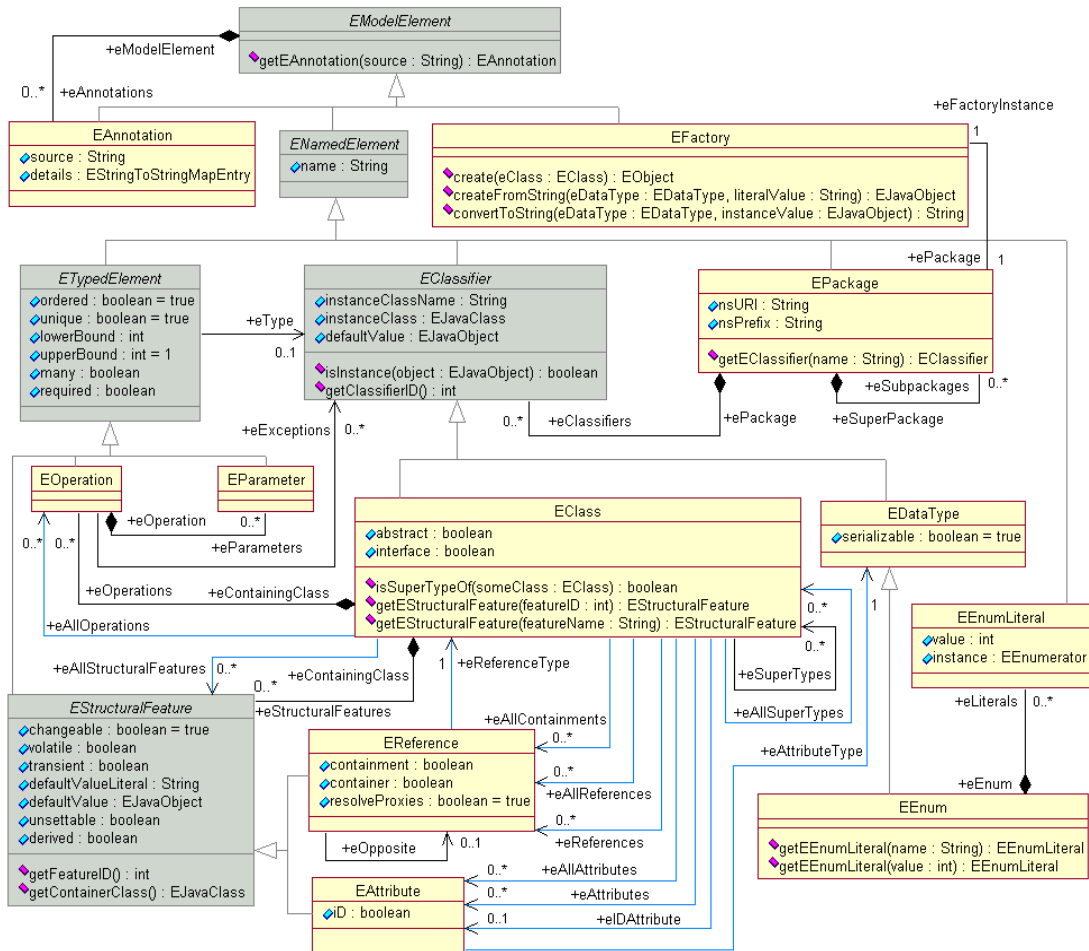 EModelElement
getEAnnotation(source : String) : EAnnotation
+eModelElement
0..*
+eAnnotations
EAnnotation
source : String
details : EStringToStringMapEntry
ENamedElement
name : String
EFactory
create(eClass : EClass) : EObject
createFromString(eDataType : EDataType, literalValue : String) : EJavaObject
convertToString(eDataType : EDataType, instanceValue : EJavaObject) : String
+eFactoryInstance
1
+ePackage
1
ETypedElement
ordered : boolean = true
unique : boolean = true
lowerBound : int
upperBound : int = 1
many : boolean
required : boolean
+eType
0..1
EClassifier
instanceClassName : String
instanceClass : EJavaClass
defaultValue : EJavaObject
isInstance(object : EJavaObject) : boolean
getClassifierID() : int
EPackage
nsURI : String
nsPrefix : String
getEClassifier(name : String) : EClassifier
+eSubpackages
0..*
+eSuperPackage
+ePackage
0..*
+eClassifiers
+eExceptions
0..*
EOperation
EParameter
+eOperation
0..*
+eParameters
0..*
0..*
+eOperations
+eContainingClass
+eAllOperations
EClass
abstract : boolean
interface : boolean
isSuperTypeOf(someClass : EClass) : boolean
getEStructuralFeature(featureID : int) : EStructuralFeature
getEStructuralFeature(featureName : String) : EStructuralFeature
EDataType
serializable : boolean = true
0..*
0..*
1
+eSuperTypes
+eAllSuperTypes
EEnumLiteral
value : int
instance : EEnumerator
+eLiterals
0..*
+eEnum
+eAllStructuralFeatures
0..*
+eContainingClass
0..*
+eStructuralFeatures
1
+eReferenceType
+eAllContainments
0..*
+eAttributeType
EStructuralFeature
changeable : boolean = true
volatile : boolean
transient : boolean
defaultValueLiteral : String
defaultValue : EJavaObject
unsettable : boolean
derived : boolean
getFeatureID() : int
getContainerClass() : EJavaClass
EReference
containment : boolean
container : boolean
resolveProxies : boolean = true
0..*
+eAllReferences
0..*
+eReferences
0..1
+eOpposite
EEnum
getEEnumLiteral(name : String) : EEnumLiteral
getEEnumLiteral(value : int) : EEnumLiteral
EAttribute
iD : boolean
0..*
+eAllAttributes
0..*
+eAttributes
0..1
+eIDAttribute